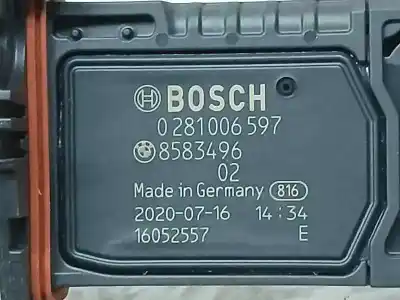 BOSCH
0 281 006 597
8583496
02
Made in Germany 816
2020-07-16 14:34
16052557 E